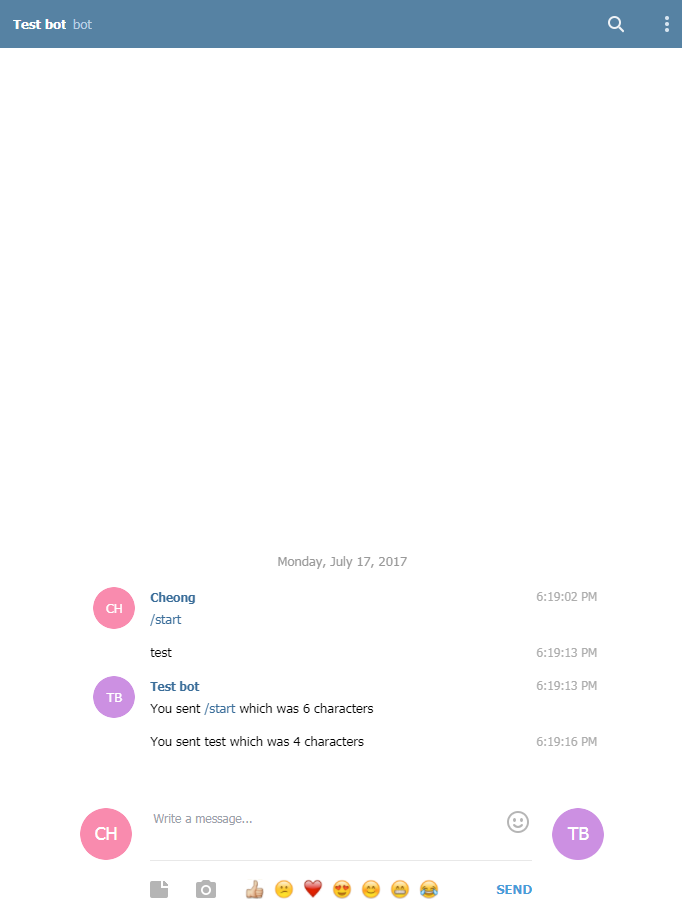 Test bot bot
Monday, July 17, 2017
CH
Cheong 6:19:02 PM
/start
test 6:19:13 PM
TB
Test bot 6:19:13 PM
You sent /start which was 6 characters
You sent test which was 4 characters 6:19:16 PM
CH
Write a message...
TB
SEND